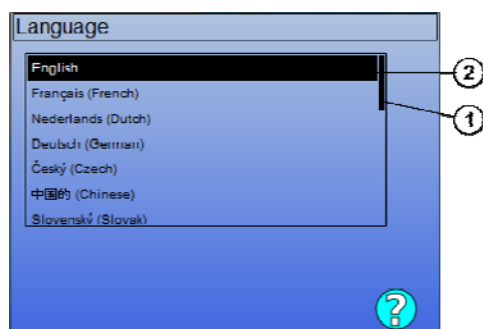 Language
English
Français (French)
Nederlands (Dutch)
Deutsch (German)
Český (Czech)
中国的 (Chinese)
Slovenský (Slovak)
2
1
?